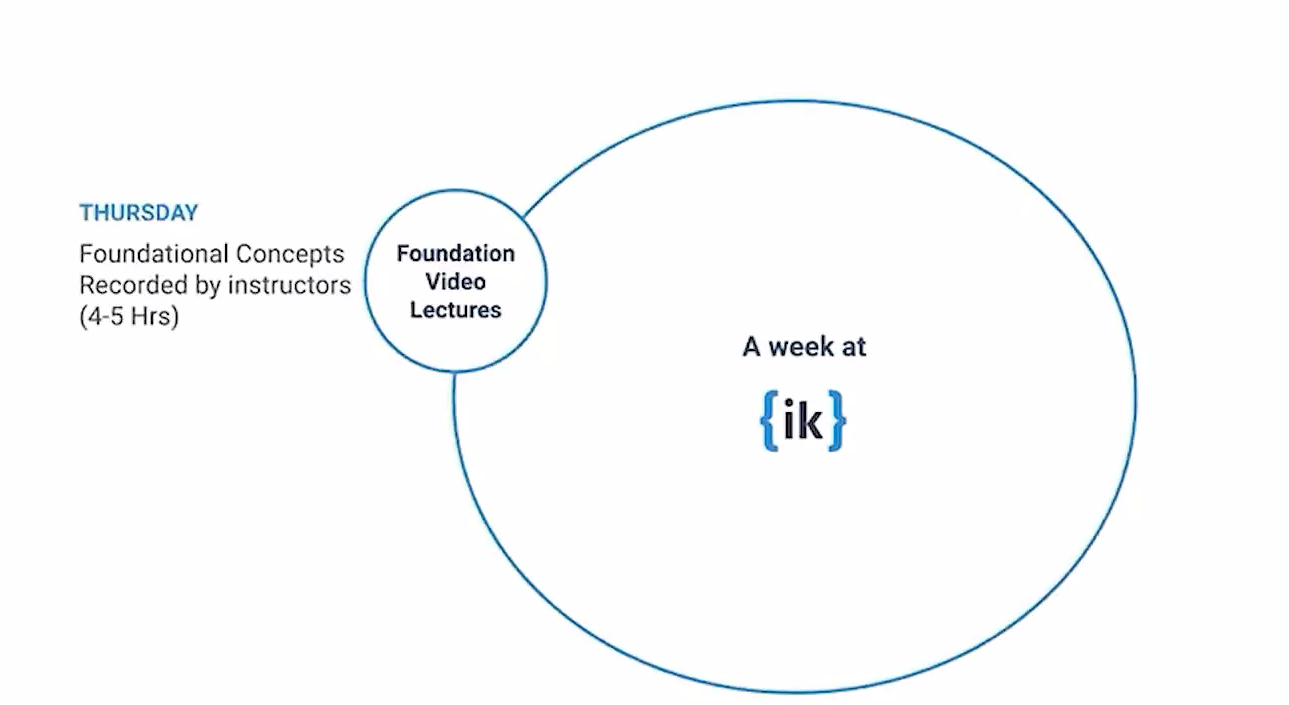 THURSDAY
Foundational Concepts
Recorded by instructors
(4-5 Hrs)
Foundation
Video
Lectures
A week at
{ik}